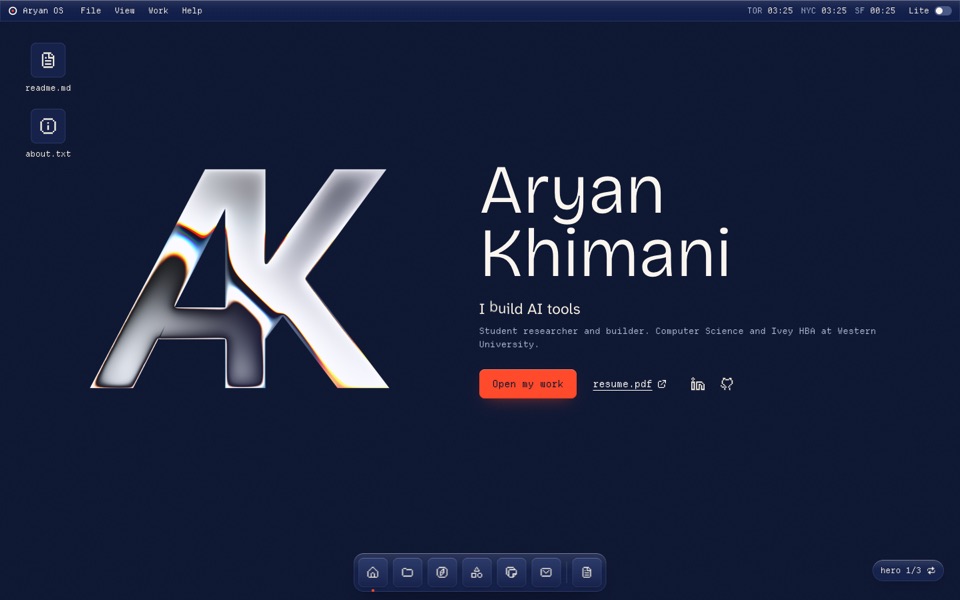 Aryan OS File View Work Help TOR 03:25 NYC 03:25 SF 00:25 Lite
readme.md
about.txt
AK
Aryan
Khimani
I build AI tools
Student researcher and builder. Computer Science and Ivey HBA at Western
University.
Open my work resume.pdf in
hero 1/3